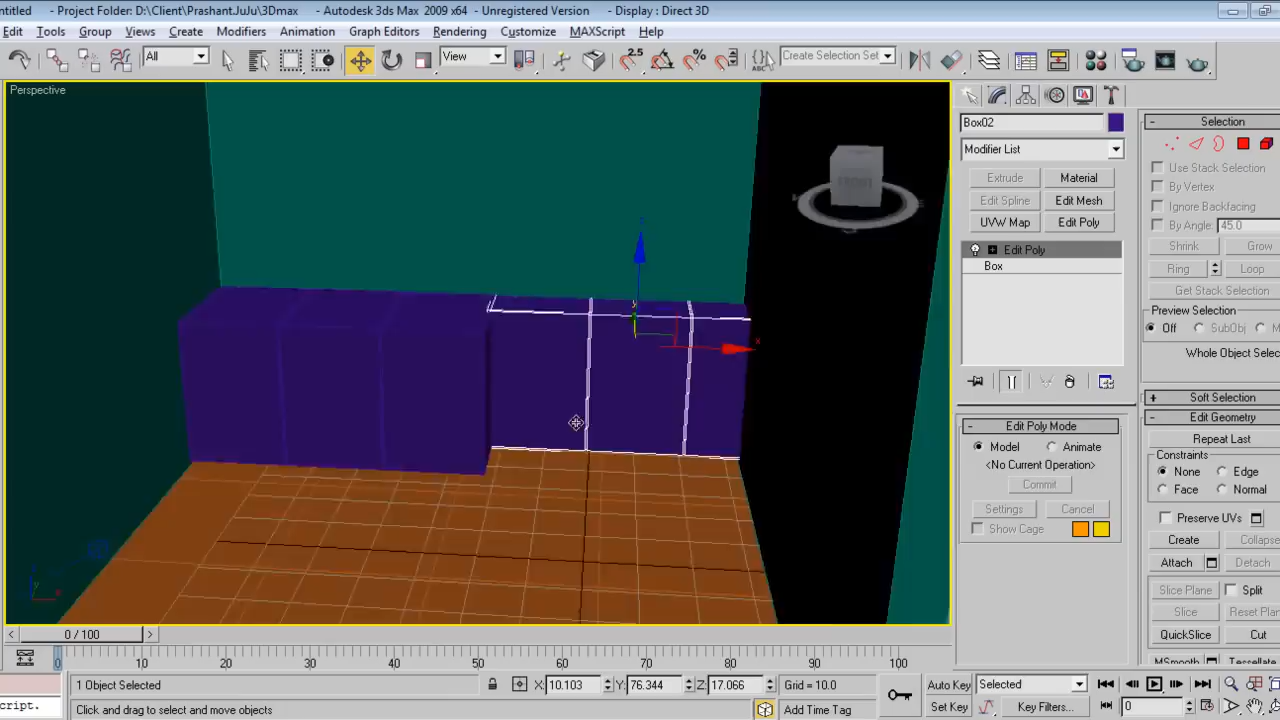 ntitled - Project Folder: D:\Client\Prashant.JuJu\3Dmax - Autodesk 3ds Max 2009 x64 - Unregistered Version - Display : Direct 3D
Edit Tools Group Views Create Modifiers Animation Graph Editors Rendering Customize MAXScript Help
All View 2.5 ABC Create Selection Set
Perspective
FRONT
Box02
Modifier List
Extrude Material
Edit Spline Edit Mesh
UVW Map Edit Poly
Edit Poly
Box
Edit Poly Mode
Model Animate
<No Current Operation>
Commit
Settings Cancel
Show Cage
Selection
Use Stack Selection
By Vertex
Ignore Backfacing
By Angle: 45.0
Shrink Grow
Ring Loop
Get Stack Selection
Preview Selection
Off SubObj M
Whole Object Selec
Soft Selection
Edit Geometry
Repeat Last
Constraints
None Edge
Face Normal
Preserve UVs
Create Collapse
Attach Detach
Slice Plane Split
Slice Reset Plan
QuickSlice Cut
MSmooth Tessellate
z
y
x
0 / 100
0 10 20 30 40 50 60 70 80 90 100
1 Object Selected X: 10.103 Y: 76.344 Z: 17.066 Grid = 10.0 Auto Key Selected
script. Click and drag to select and move objects Add Time Tag Set Key Key Filters... 0